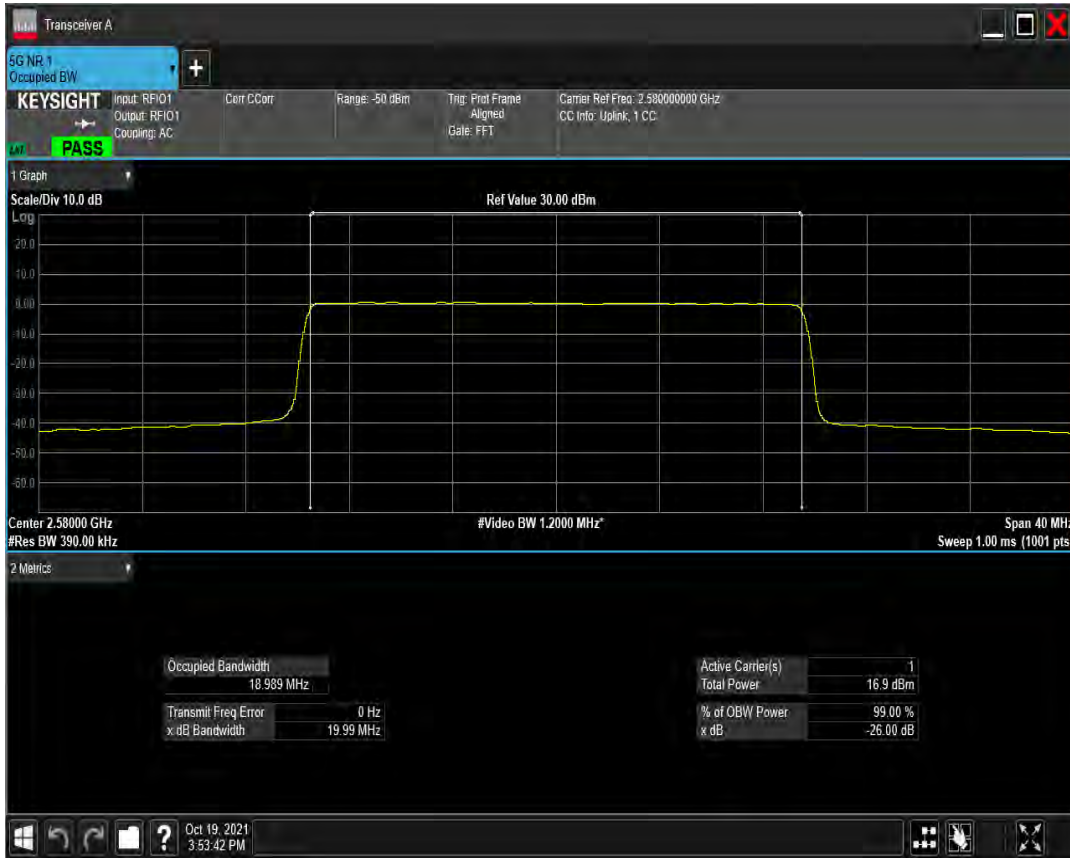 Transceiver A
5G NR 1
Occupied BW
+
KEYSIGHT
PASS
Input: RFIO1
Output: RFIO1
Coupling: AC
Corr CCorr
Range: -50 dBm
Trig: Prot Frame
Aligned
Gate: FFT
Carrier Ref Freq: 2.580000000 GHz
CC Info: Uplink, 1 CC
1 Graph
Scale/Div 10.0 dB
Ref Value 30.00 dBm
Log
20.0
10.0
0.00
-10.0
-20.0
-30.0
-40.0
-50.0
-60.0
Center 2.58000 GHz
#Video BW 1.2000 MHz*
Span 40 MHz
#Res BW 390.00 kHz
Sweep 1.00 ms (1001 pts
2 Metrics
Occupied Bandwidth
18.989 MHz
Transmit Freq Error 0 Hz
x dB Bandwidth 19.99 MHz
Active Carrier(s) 1
Total Power 16.9 dBm
% of OBW Power 99.00 %
x dB -26.00 dB
?
Oct 19, 2021
3:53:42 PM